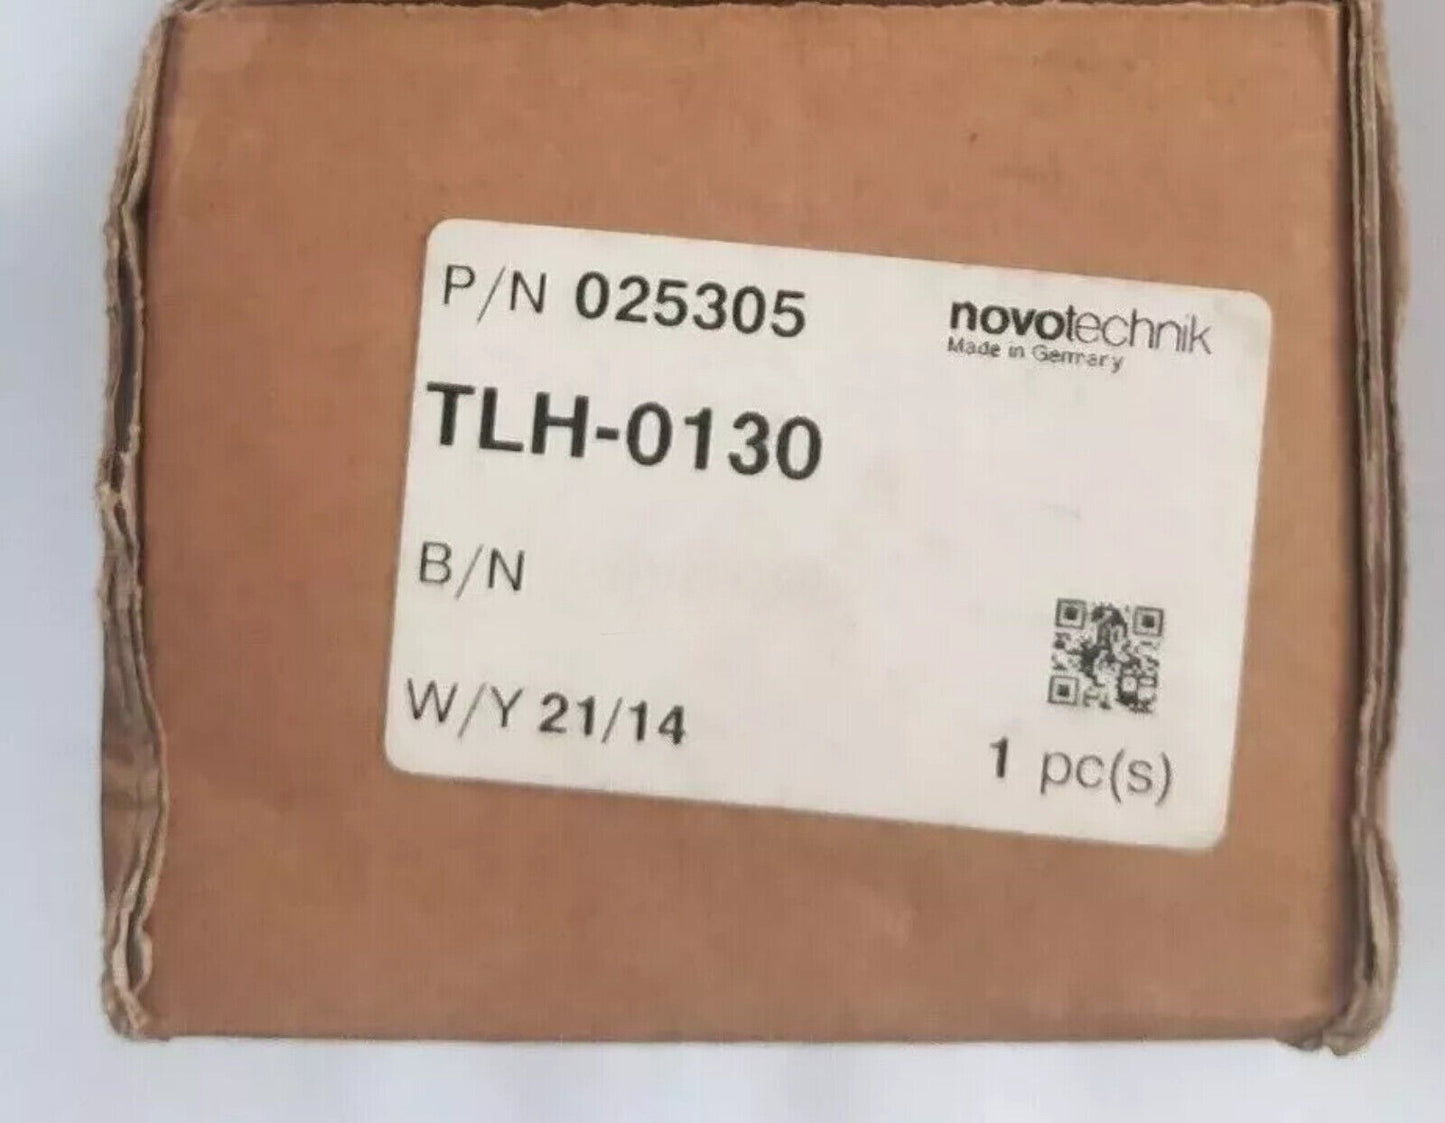 P/N 025305
novotechnik
Made in Germany
TLH-0130
B/N
W/Y 21/14
1 pc(s)